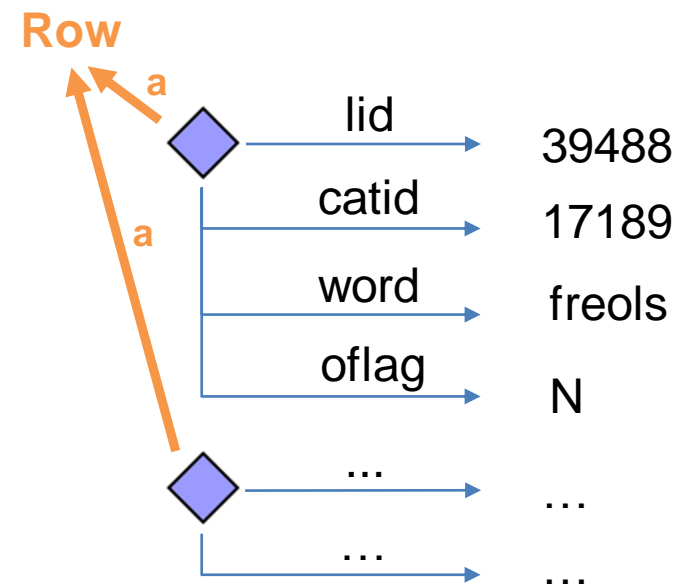 Row
a
lid
39488
catid
17189
a
word
freols
oflag
N
...
...
...
...